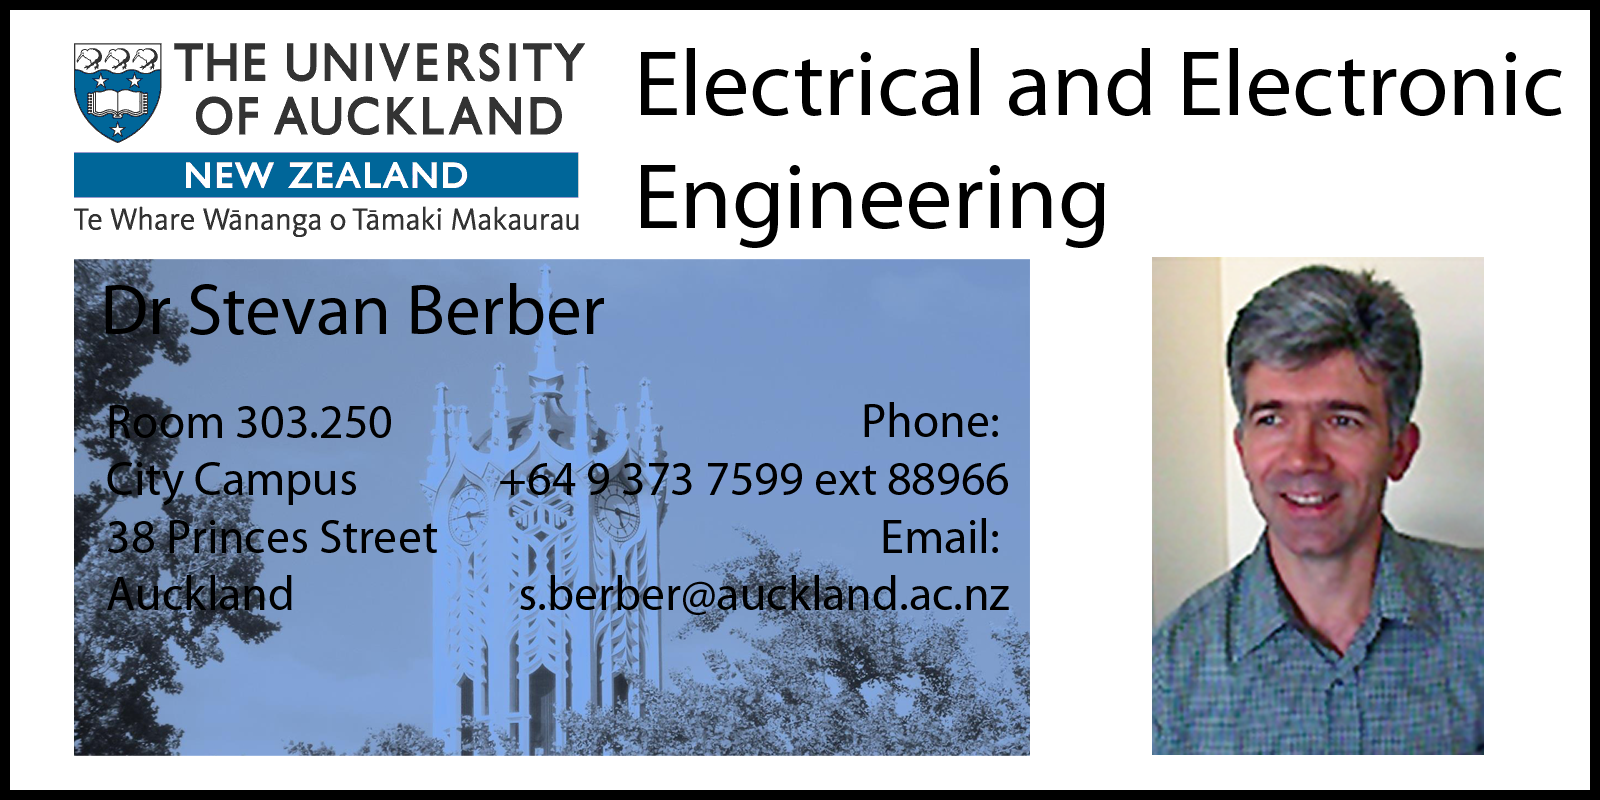 THE UNIVERSITY
OF AUCKLAND
NEW ZEALAND
Te Whare Wānanga o Tāmaki Makaurau
Electrical and Electronic
Engineering
Dr Stevan Berber
Room 303.250
City Campus
38 Princes Street
Auckland
Phone:
+64 9 373 7599 ext 88966
Email:
s.berber@auckland.ac.nz